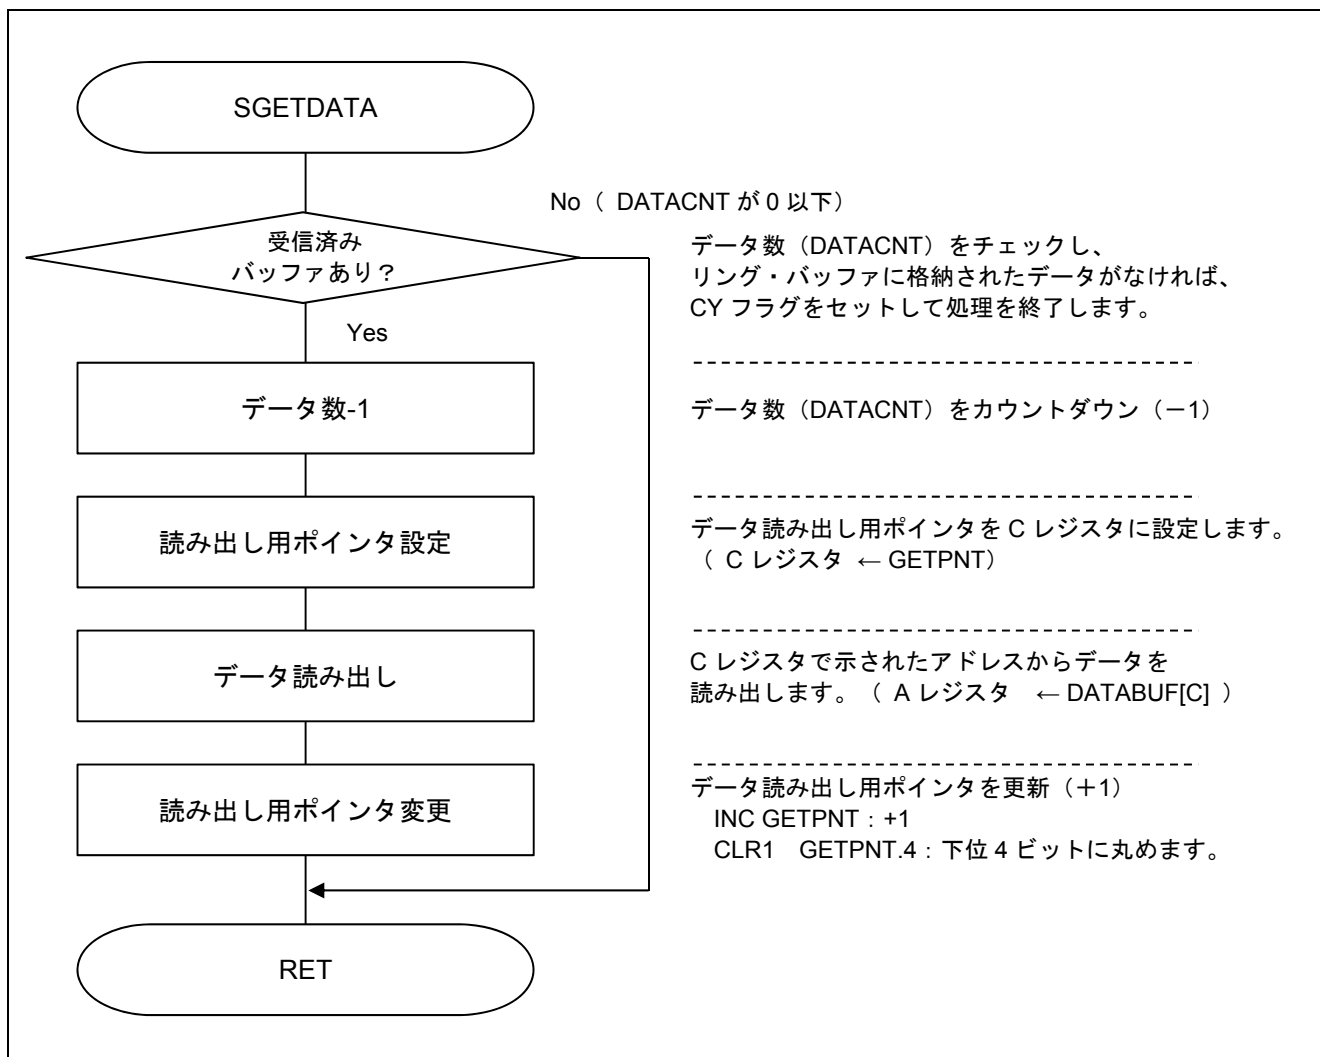 SGETDATA
No（ DATACNT が 0 以下）
受信済み
バッファあり？
データ数（DATACNT）をチェックし、
リング・バッファに格納されたデータがなければ、
CY フラグをセットして処理を終了します。
Yes
データ数-1
データ数（DATACNT）をカウントダウン（－1）
読み出し用ポインタ設定
データ読み出し用ポインタを C レジスタに設定します。
（ C レジスタ ← GETPNT）
データ読み出し
C レジスタで示されたアドレスからデータを
読み出します。（ A レジスタ　← DATABUF[C] ）
読み出し用ポインタ変更
データ読み出し用ポインタを更新（＋1）
INC GETPNT：+1
CLR1　GETPNT.4：下位 4 ビットに丸めます。
RET